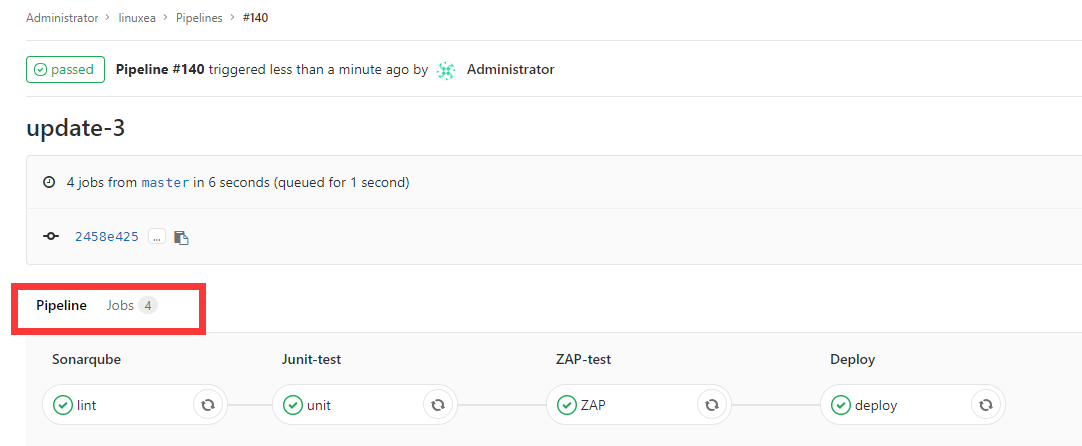 Administrator > linuxea > Pipelines > #140
passed Pipeline #140 triggered less than a minute ago by Administrator
update-3
4 jobs from master in 6 seconds (queued for 1 second)
2458e425 ...
Pipeline Jobs 4
Sonarqube Junit-test ZAP-test Deploy
lint unit ZAP deploy